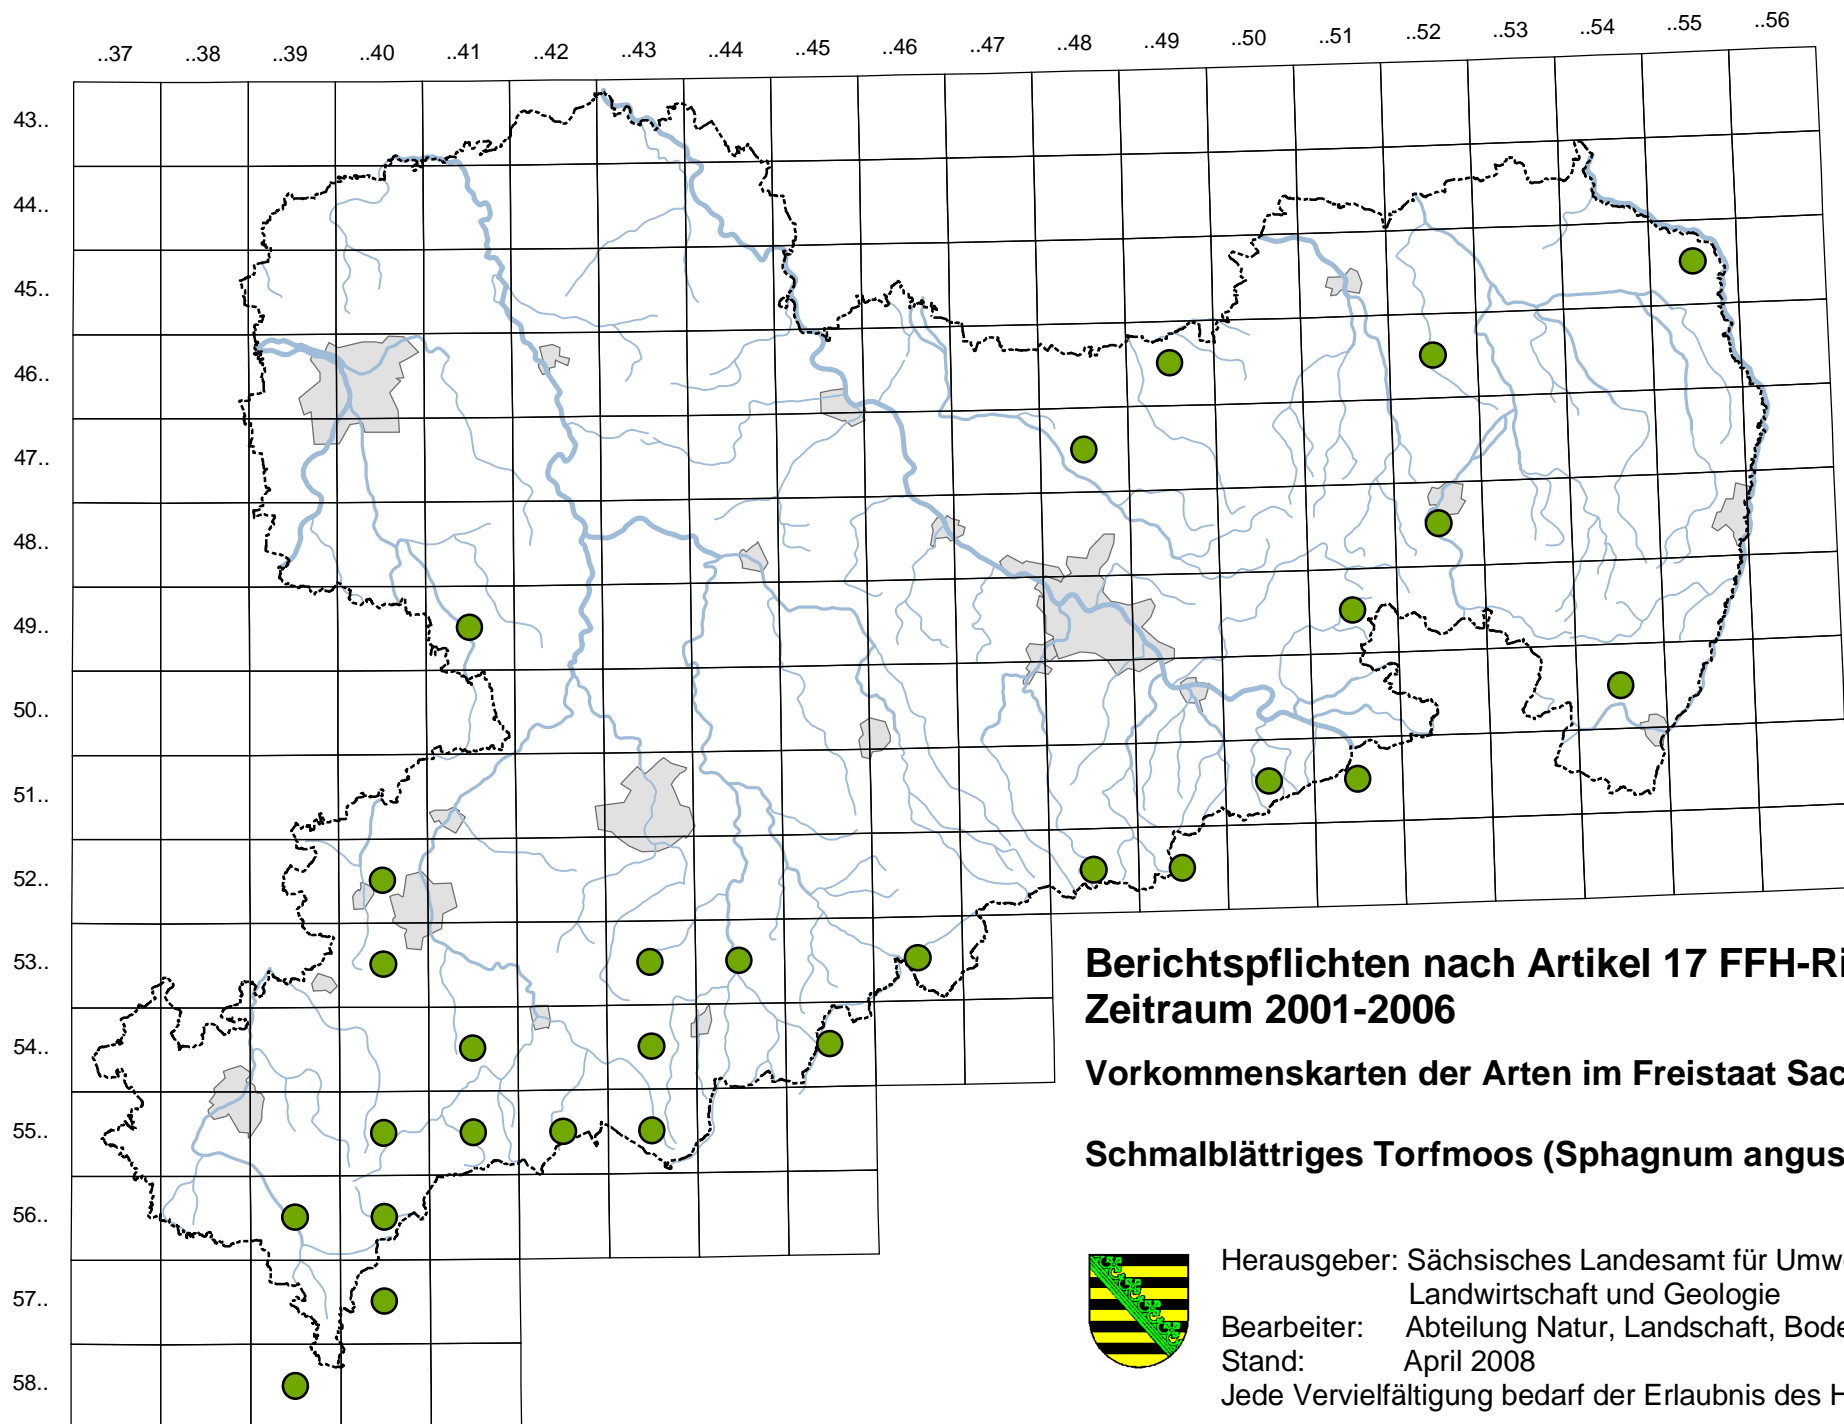 ..37 ..38 ..39 ..40 ..41 ..42 ..43 ..44 ..45 ..46 ..47 ..48 ..49 ..50 ..51 ..52 ..53 ..54 ..55 ..56
43..
44..
45..
46..
47..
48..
49..
50..
51..
52..
53..
54..
55..
56..
57..
58..
Berichtspflichten nach Artikel 17 FFH-Ri
Zeitraum 2001-2006
Vorkommenskarten der Arten im Freistaat Sac
Schmalblättriges Torfmoos (Sphagnum angus
Herausgeber: Sächsisches Landesamt für Umwe
Landwirtschaft und Geologie
Bearbeiter: Abteilung Natur, Landschaft, Bode
Stand: April 2008
Jede Vervielfältigung bedarf der Erlaubnis des H